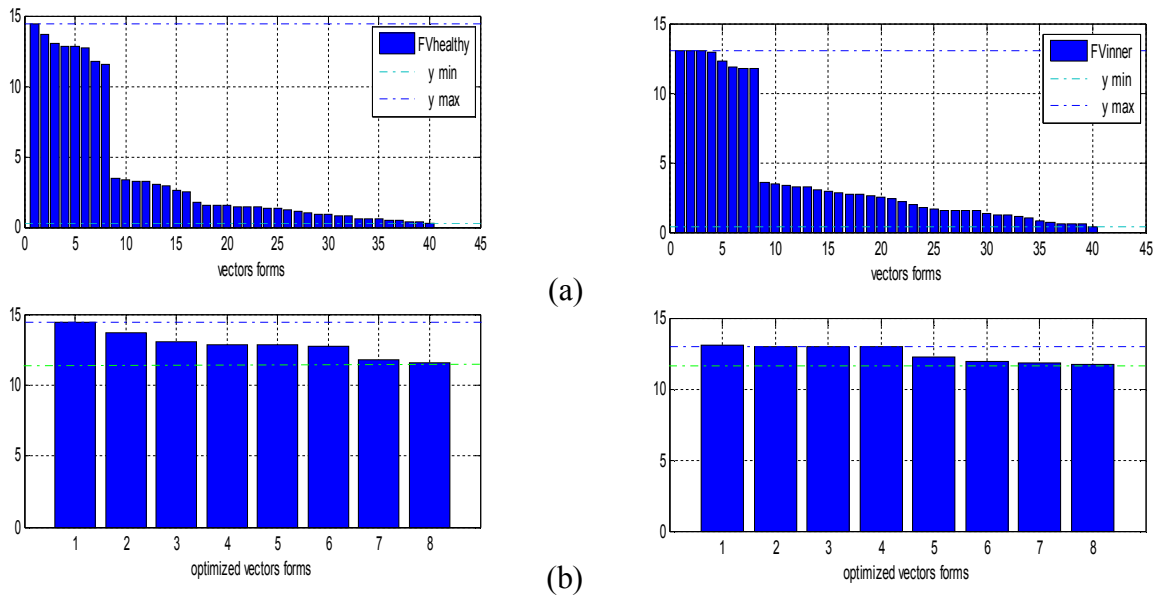 15
10
5
0
0 5 10 15 20 25 30 35 40 45
vectors forms
FVhealthy
y min
y max
15
10
5
0
0 5 10 15 20 25 30 35 40 45
vectors forms
FVinner
y min
y max
(a)
15
10
5
0
1 2 3 4 5 6 7 8
optimized vectors forms
15
10
5
0
1 2 3 4 5 6 7 8
optimized vectors forms
(b)